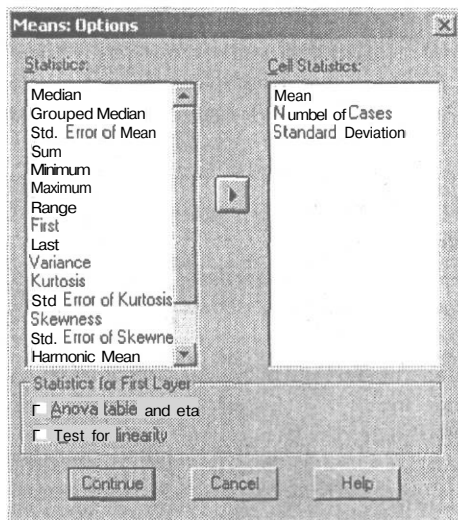 Means: Options
Statistics:
Median
Grouped Median
Std. Error of Mean
Sum
Minimum
Maximum
Range
First
Last
Variance
Kurtosis
Std Error of Kurtosis
Skewness
Std. Error of Skewne
Harmonic Mean
Cell Statistics:
Mean
Numbel of Cases
Standard Deviation
Statistics for First Layer
Anova table and eta
Test for linearity
Continue
Cancel
Help